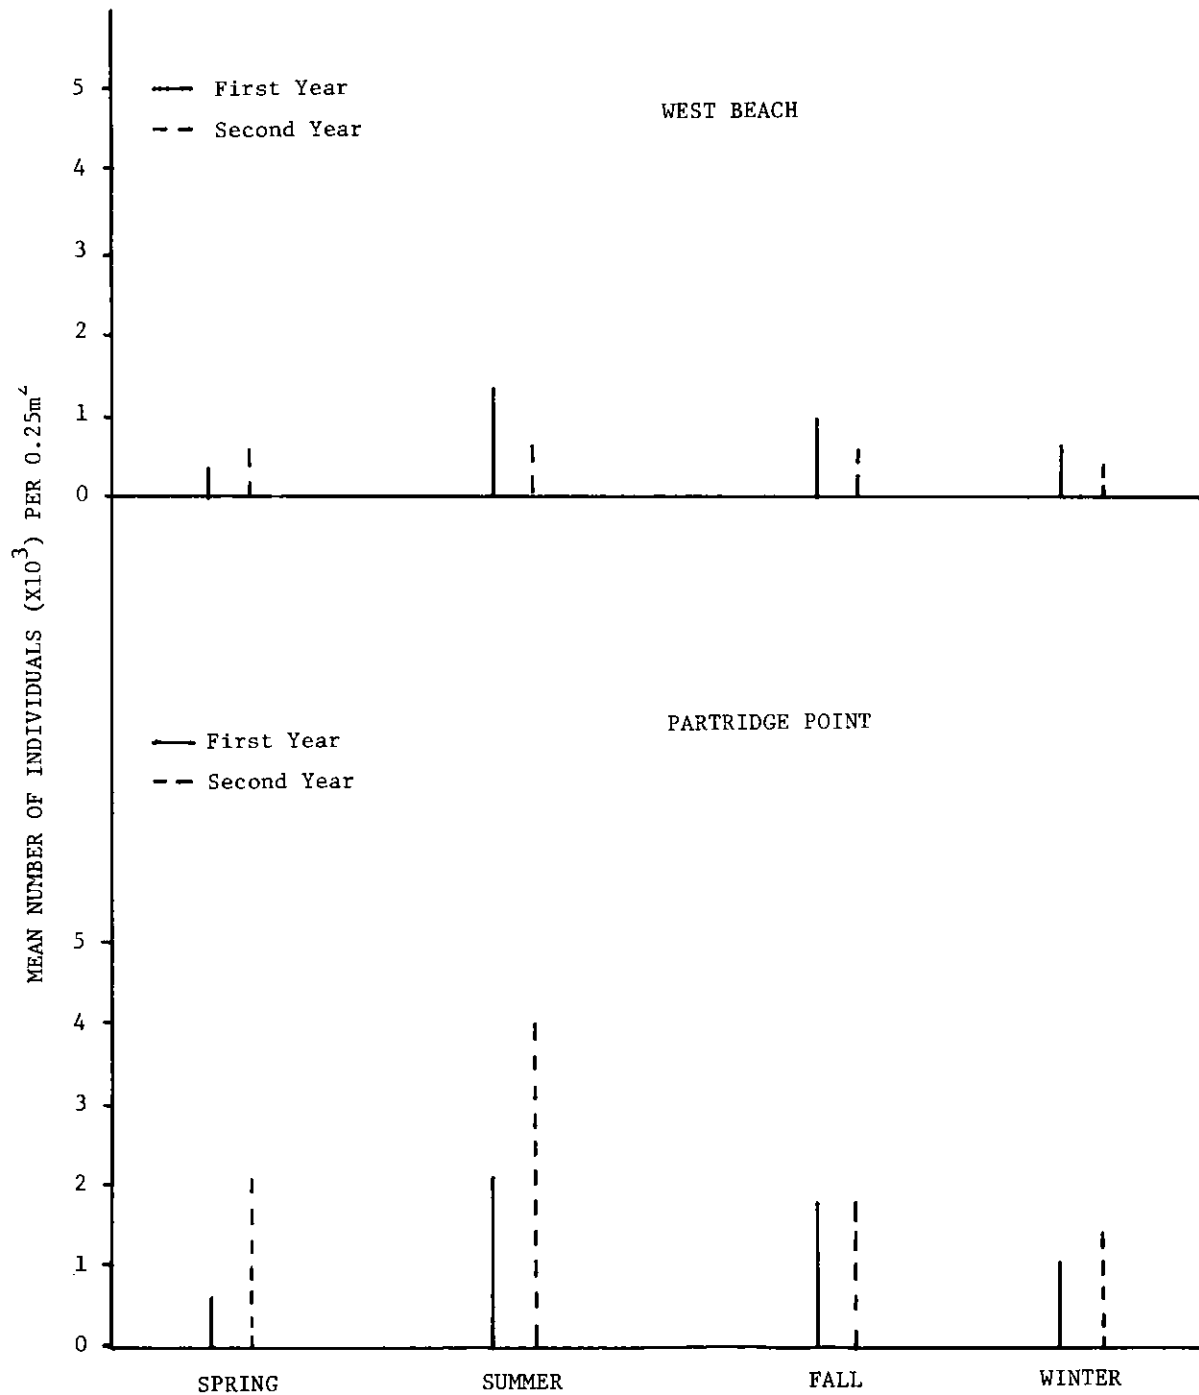 5
4
3
2
1
0
First Year
Second Year
WEST BEACH
MEAN NUMBER OF INDIVIDUALS (X10³) PER 0.25m²
First Year
Second Year
PARTRIDGE POINT
5
4
3
2
1
0
SPRING SUMMER FALL WINTER